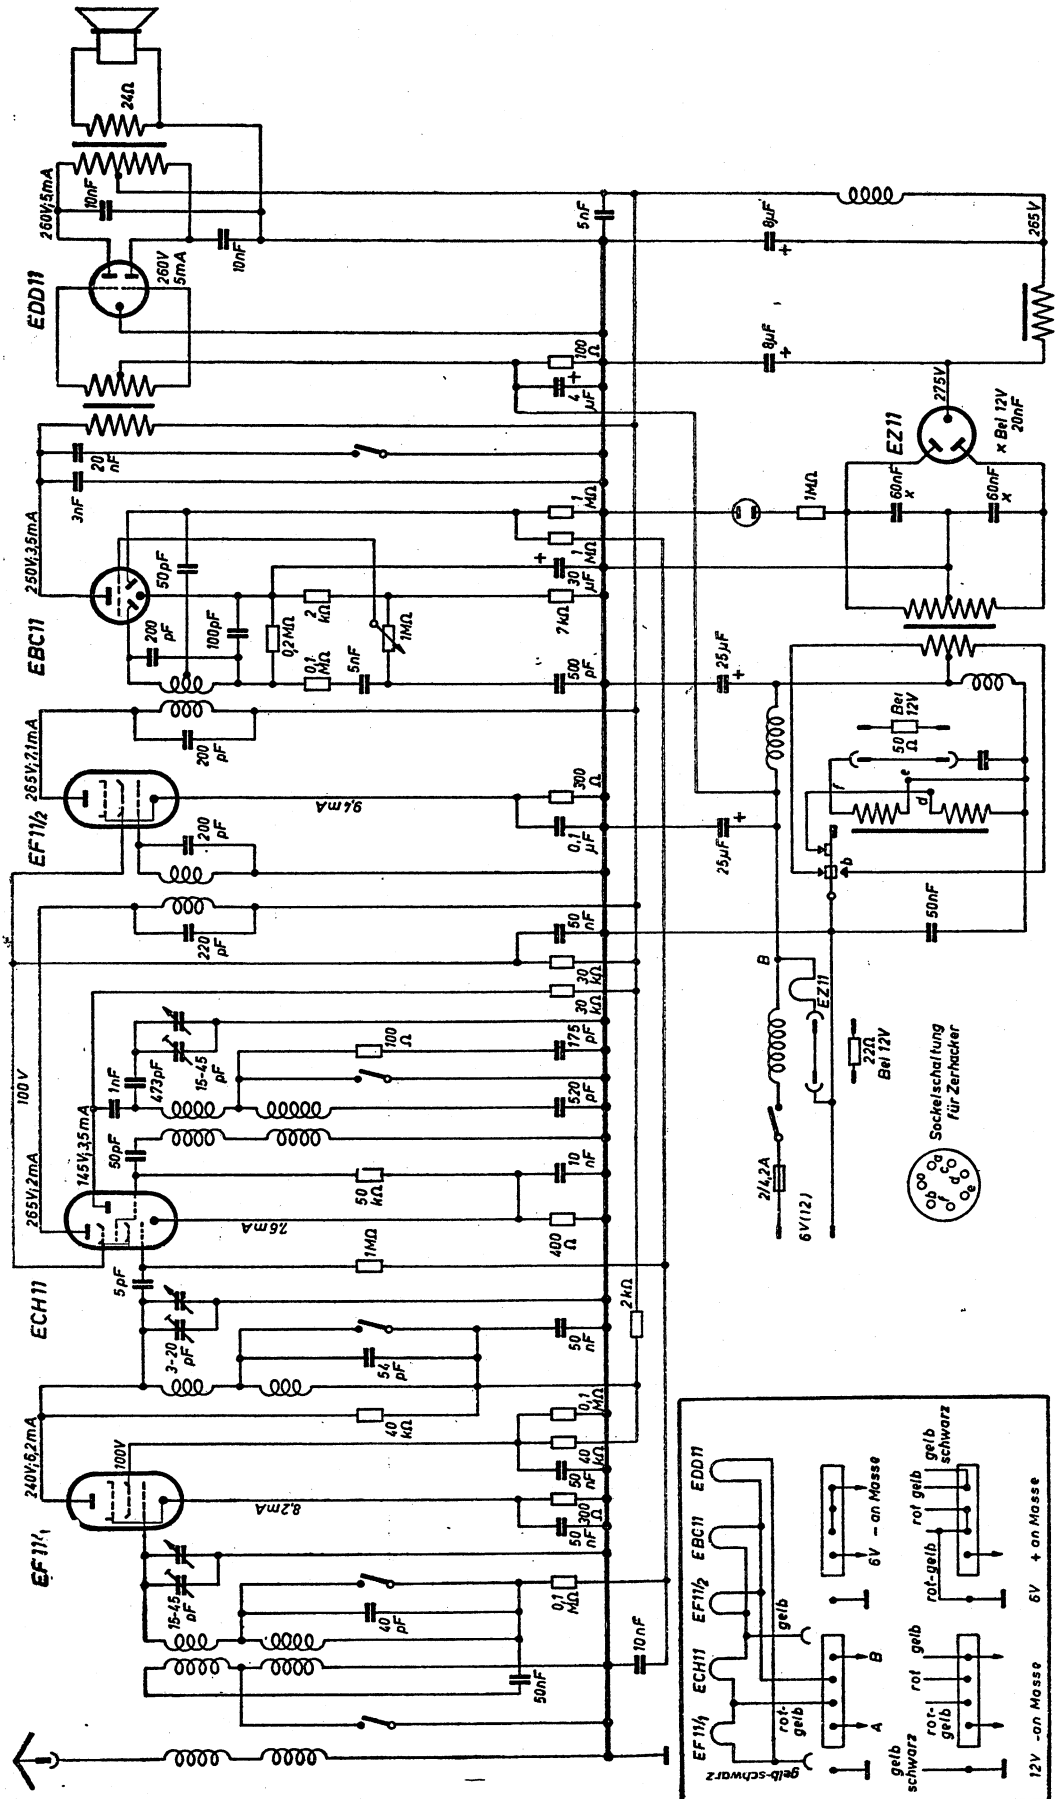 EF11/1
ECH11
EF11/2
EBC11
EDD11
240V;6,2mA
265V;2mA
145V;3,5mA
265V;7,1mA
250V;3,5mA
260V;5mA
260V
5mA
100V
100V
8,2mA
7,6mA
9,4mA
24Ω
10nF
10nF
5nF
20
nF
3nF
50pF
200
pF
100pF
0,2MΩ
2
kΩ
0,1
MΩ
5nF
1MΩ
7kΩ
500
pF
30
µF
1
MΩ
1
MΩ
4
µF
100
Ω
200
pF
200
pF
220
pF
300
Ω
0,1
µF
50
nF
30
kΩ
30
kΩ
1nF
473pF
15-45
pF
100
Ω
175
pF
520
pF
50pF
50
kΩ
10
nF
400
Ω
1MΩ
5pF
3-20
pF
54
pF
50
nF
2kΩ
40
kΩ
0,1
MΩ
40
kΩ
50
nF
300
Ω
50
nF
15-45
pF
40
pF
0,1
MΩ
50nF
10nF
8µF
8µF
265V
275V
EZ11
x Bei 12V
20nF
60nF
x
60nF
x
1MΩ
25µF
25µF
50
Ω
Bei
12V
f
e
d
b
50nF
B
EZ11
22Ω
Bei 12V
2/4,2A
6V(12)
Sockelschaltung
für Zerhacker
a
b
c
d
e
f
EF11/1
ECH11
EF11/2
EBC11
EDD11
gelb-schwarz
rot-
gelb
gelb
A
B
6V - an Masse
gelb
schwarz
rot-
gelb
rot
gelb
12V - an Masse
rot-gelb
rot
gelb
gelb
schwarz
6V + an Masse